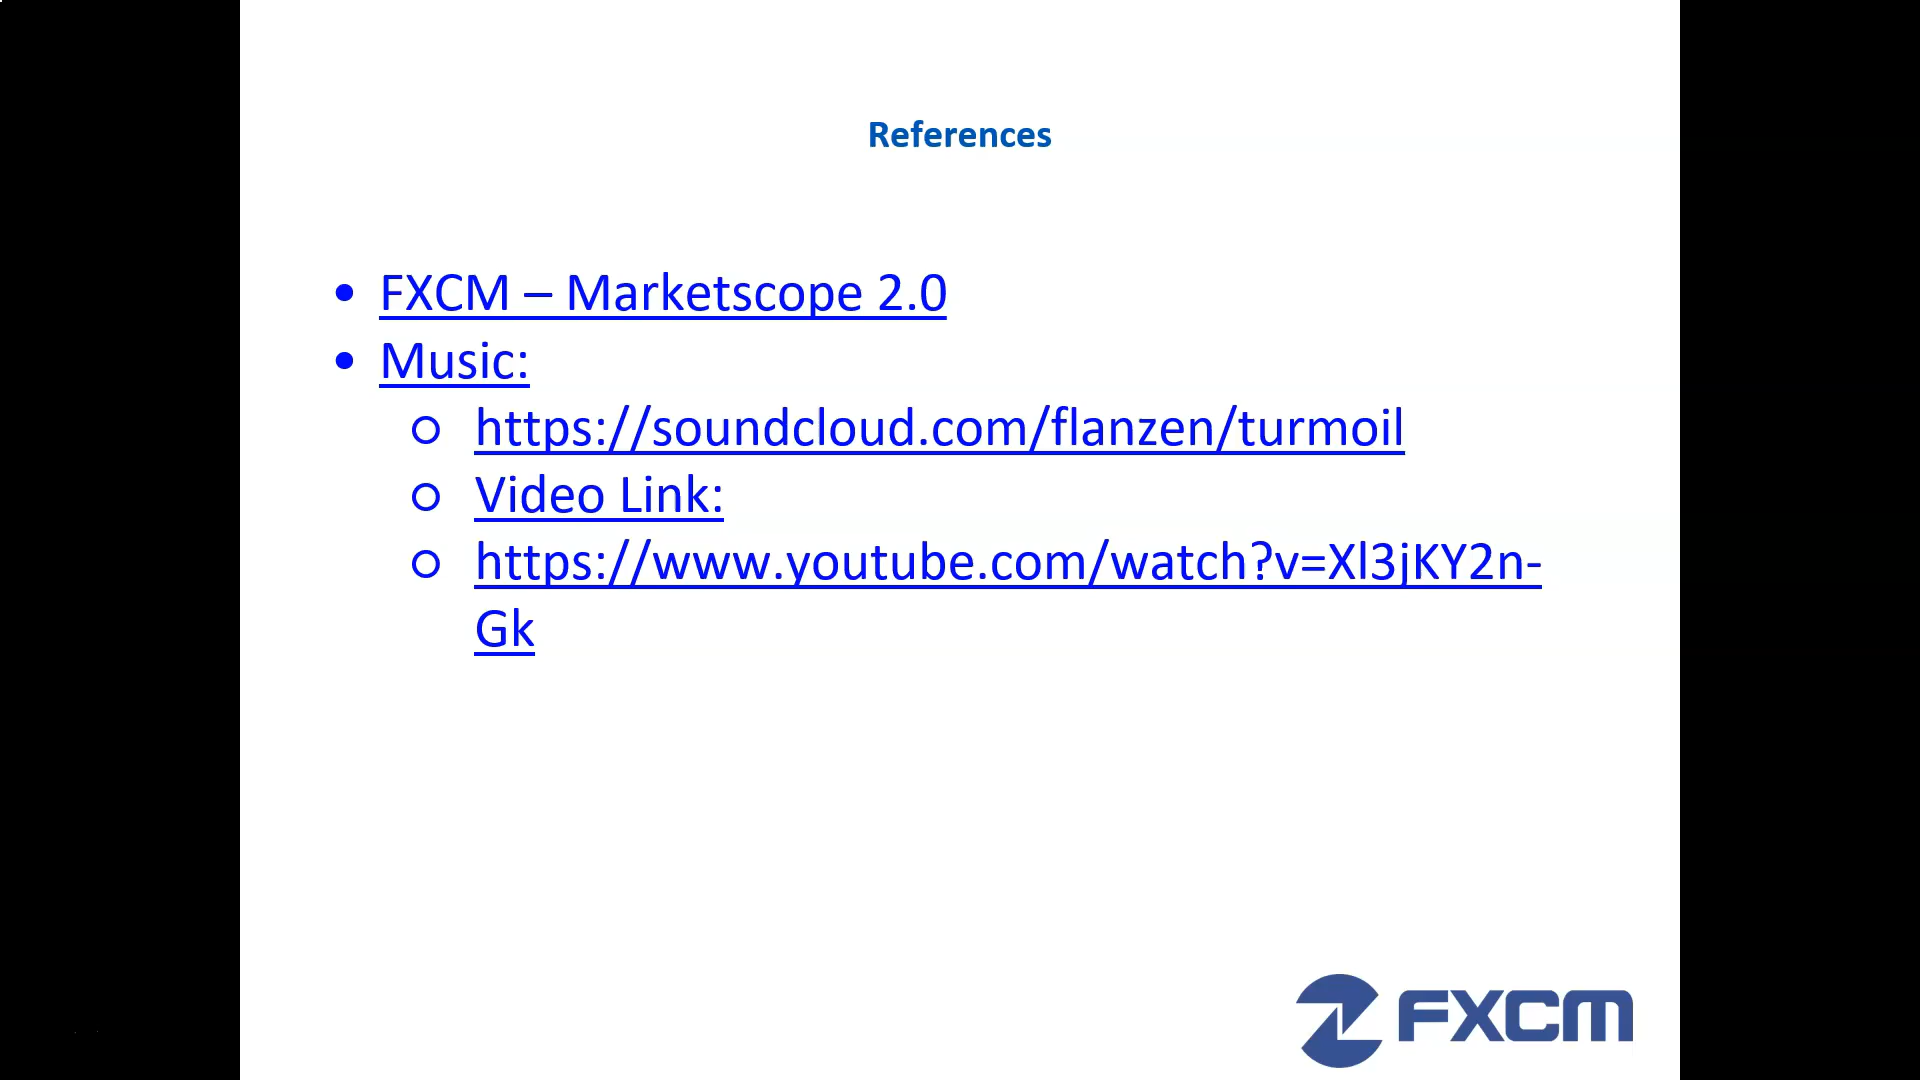 References
• FXCM – Marketscope 2.0
• Music:
○ https://soundcloud.com/flanzen/turmoil
○ Video Link:
○ https://www.youtube.com/watch?v=Xl3jKY2n-
Gk
FXCM